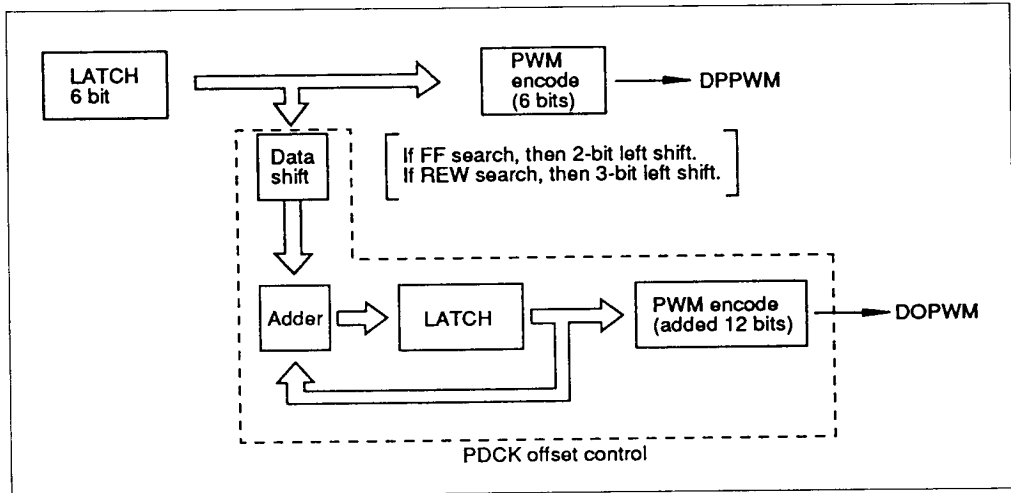 LATCH
6 bit
PWM
encode
(6 bits)
DPPWM
Data
shift
If FF search, then 2-bit left shift.
If REW search, then 3-bit left shift.
Adder
LATCH
PWM encode
(added 12 bits)
DOPWM
PDCK offset control